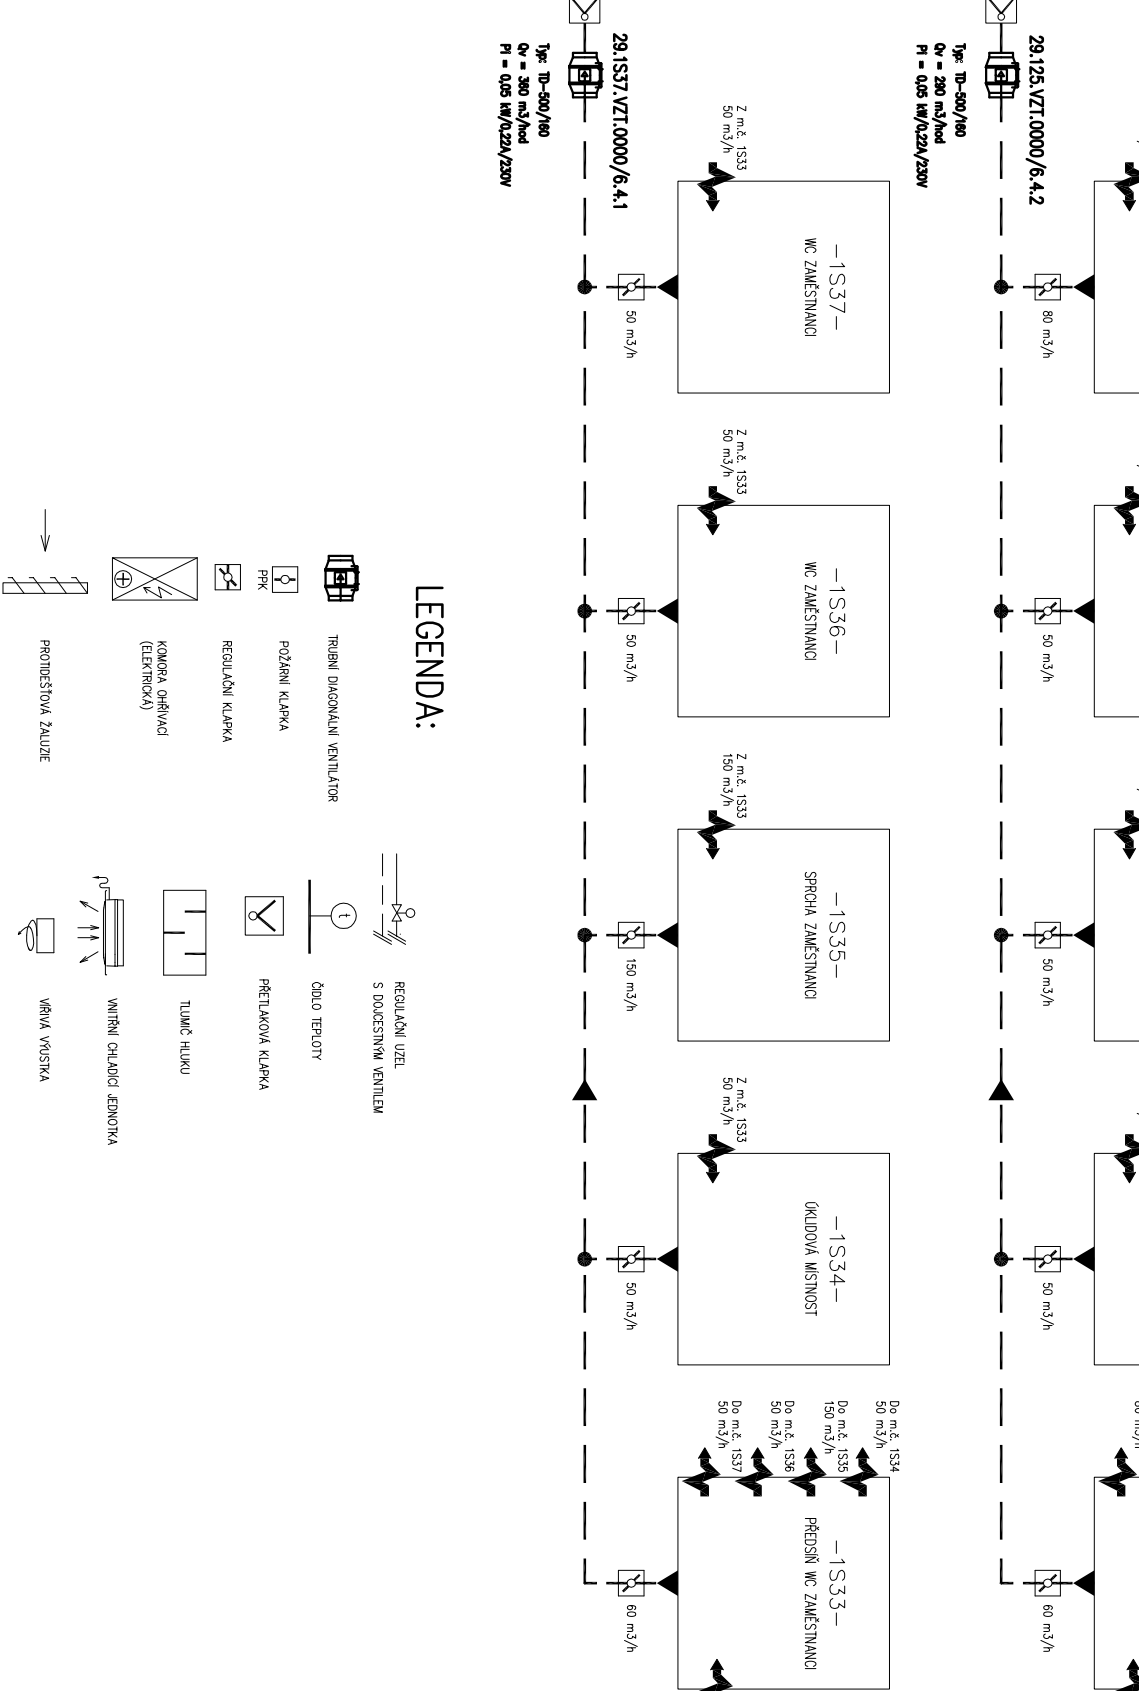 29.125.VZT.0000/6.4.2
Typ: TD-500/160
Qv = 290 m3/hod
Pi = 0,05 kW/0,22A/230V
80 m3/h
50 m3/h
50 m3/h
50 m3/h
60 m3/h
29.1S37.VZT.0000/6.4.1
Typ: TD-500/160
Qv = 360 m3/hod
Pi = 0,05 kW/0,22A/230V
Z m.č. 1S33
50 m3/h
-1S37-
WC ZAMĚSTNANCI
50 m3/h
Z m.č. 1S33
50 m3/h
-1S36-
WC ZAMĚSTNANCI
50 m3/h
Z m.č. 1S33
150 m3/h
-1S35-
SPRCHA ZAMĚSTNANCI
150 m3/h
Z m.č. 1S33
50 m3/h
-1S34-
ÚKLIDOVÁ MÍSTNOST
50 m3/h
Do m.č. 1S34
50 m3/h
Do m.č. 1S35
150 m3/h
Do m.č. 1S36
50 m3/h
Do m.č. 1S37
50 m3/h
-1S33-
PŘEDSÍŇ WC ZAMĚSTNANCI
60 m3/h
LEGENDA:
TRUBNÍ DIAGONÁLNÍ VENTILÁTOR
PPK
POŽÁRNÍ KLAPKA
REGULAČNÍ KLAPKA
KOMORA OHŘÍVACÍ
(ELEKTRICKÁ)
PROTIDEŠŤOVÁ ŽALUZIE
REGULAČNÍ UZEL
S DOJCESTNÝM VENTILEM
t
ČIDLO TEPLOTY
PŘETLAKOVÁ KLAPKA
TLUMIČ HLUKU
VNITŘNÍ CHLADÍCÍ JEDNOTKA
VÍŘIVÁ VÝUSTKA